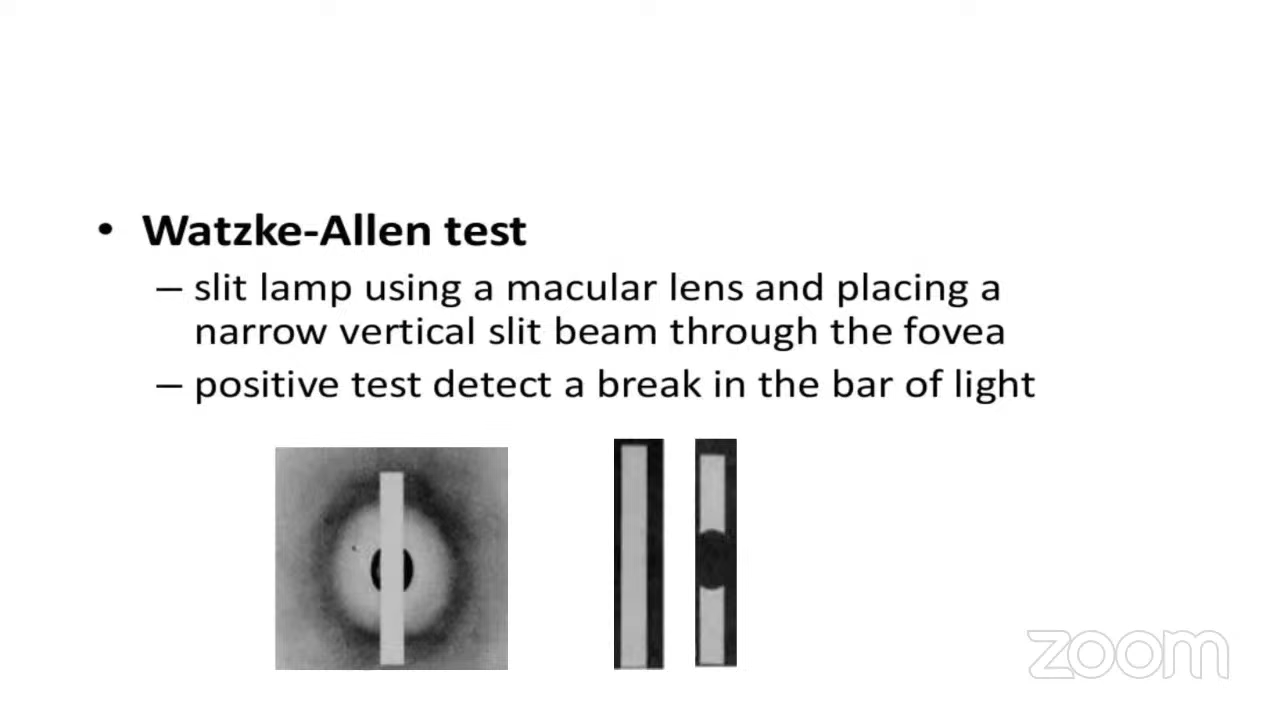 • Watzke-Allen test
– slit lamp using a macular lens and placing a
narrow vertical slit beam through the fovea
– positive test detect a break in the bar of light
zoom